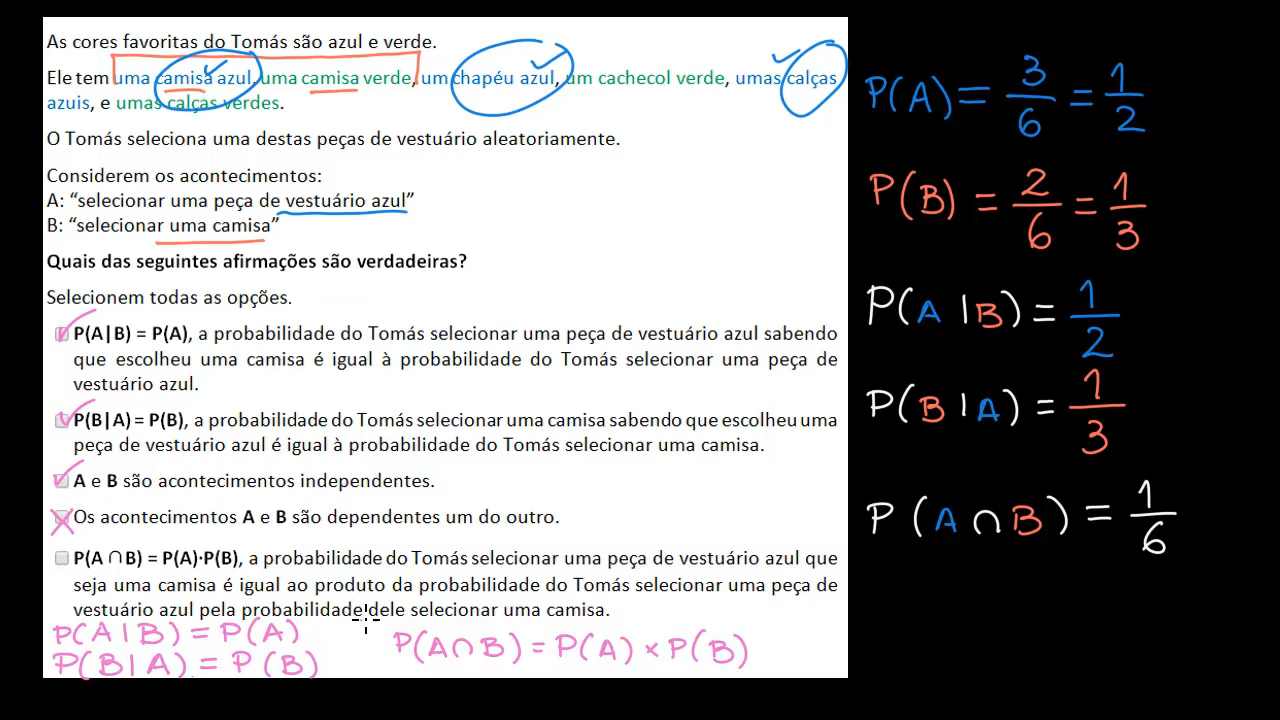 As cores favoritas do Tomás são azul e verde.
Ele tem uma camisa azul, uma camisa verde, um chapéu azul, um cachecol verde, umas calças
azuis, e umas calças verdes.
O Tomás seleciona uma destas peças de vestuário aleatoriamente.
Considerem os acontecimentos:
A: “selecionar uma peça de vestuário azul”
B: “selecionar uma camisa”
Quais das seguintes afirmações são verdadeiras?
Selecionem todas as opções.
P(A|B) = P(A), a probabilidade do Tomás selecionar uma peça de vestuário azul sabendo
que escolheu uma camisa é igual à probabilidade do Tomás selecionar uma peça de
vestuário azul.
P(B|A) = P(B), a probabilidade do Tomás selecionar uma camisa sabendo que escolheu uma
peça de vestuário azul é igual à probabilidade do Tomás selecionar uma camisa.
A e B são acontecimentos independentes.
Os acontecimentos A e B são dependentes um do outro.
P(A ∩ B) = P(A)·P(B), a probabilidade do Tomás selecionar uma peça de vestuário azul que
seja uma camisa é igual ao produto da probabilidade do Tomás selecionar uma peça de
vestuário azul pela probabilidade dele selecionar uma camisa.
P(A|B) = P(A)
P(B|A) = P(B)
P(A∩B) = P(A) × P(B)
P(A) = 3/6 = 1/2
P(B) = 2/6 = 1/3
P(A|B) = 1/2
P(B|A) = 1/3
P(A∩B) = 1/6